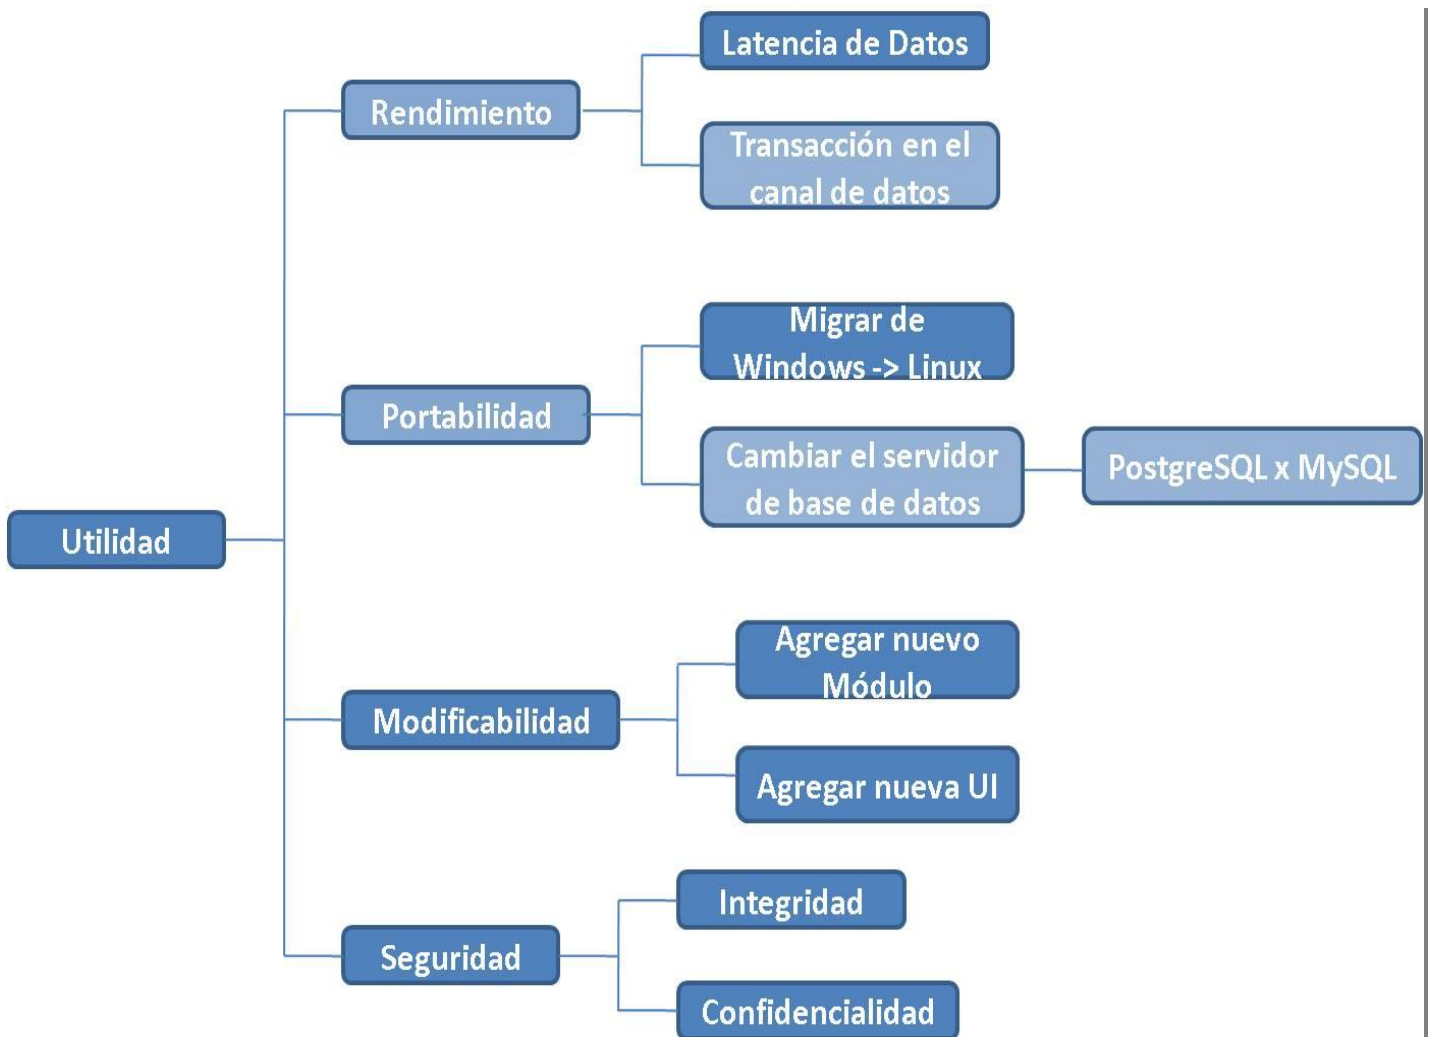 Utilidad
Rendimiento
Latencia de Datos
Transacción en el
canal de datos
Portabilidad
Migrar de
Windows -> Linux
Cambiar el servidor
de base de datos
PostgreSQL x MySQL
Modificabilidad
Agregar nuevo
Módulo
Agregar nueva UI
Seguridad
Integridad
Confidencialidad